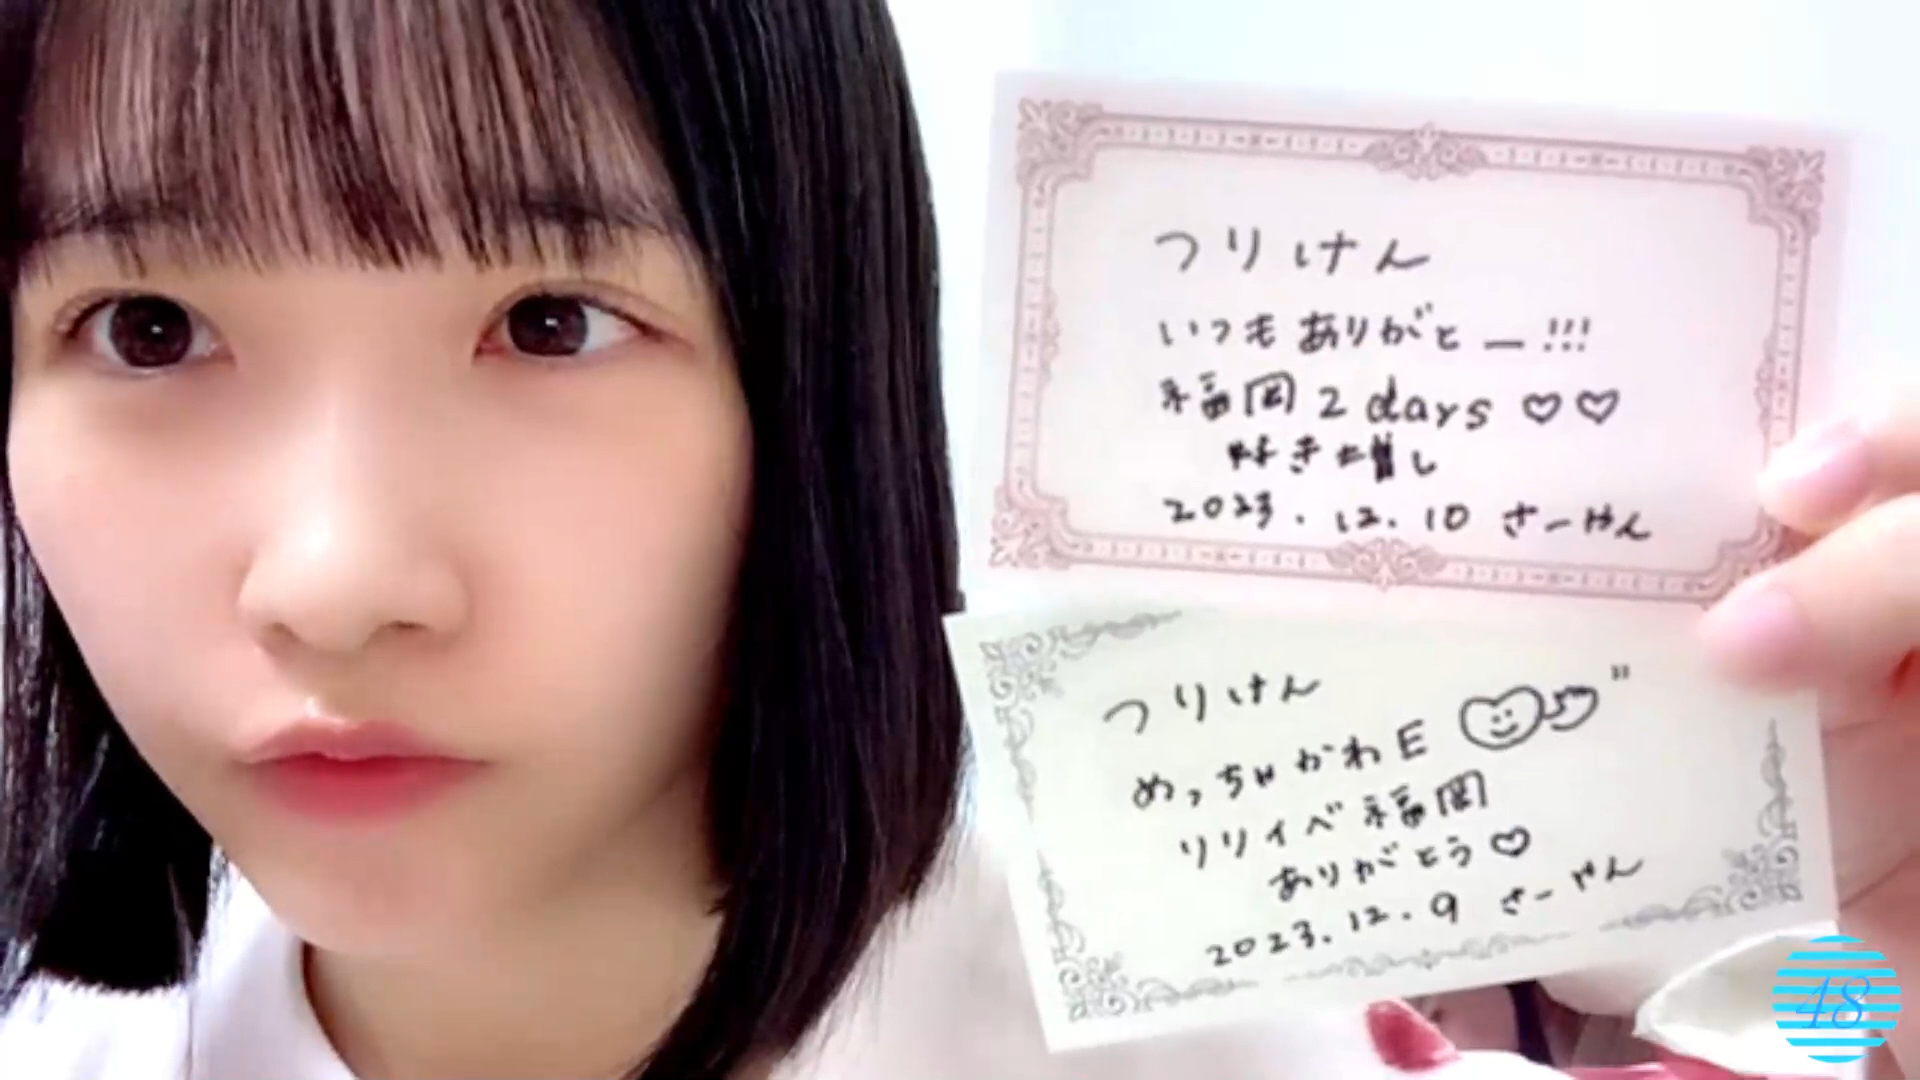 つりけん
いつもありがとー!!!
福岡2days♡♡
好き増し
2023.12.10 さーやん
つりけん
めっちゃかわE
リリイベ福岡
ありがとう♡
2023.12.9 さーやん
48